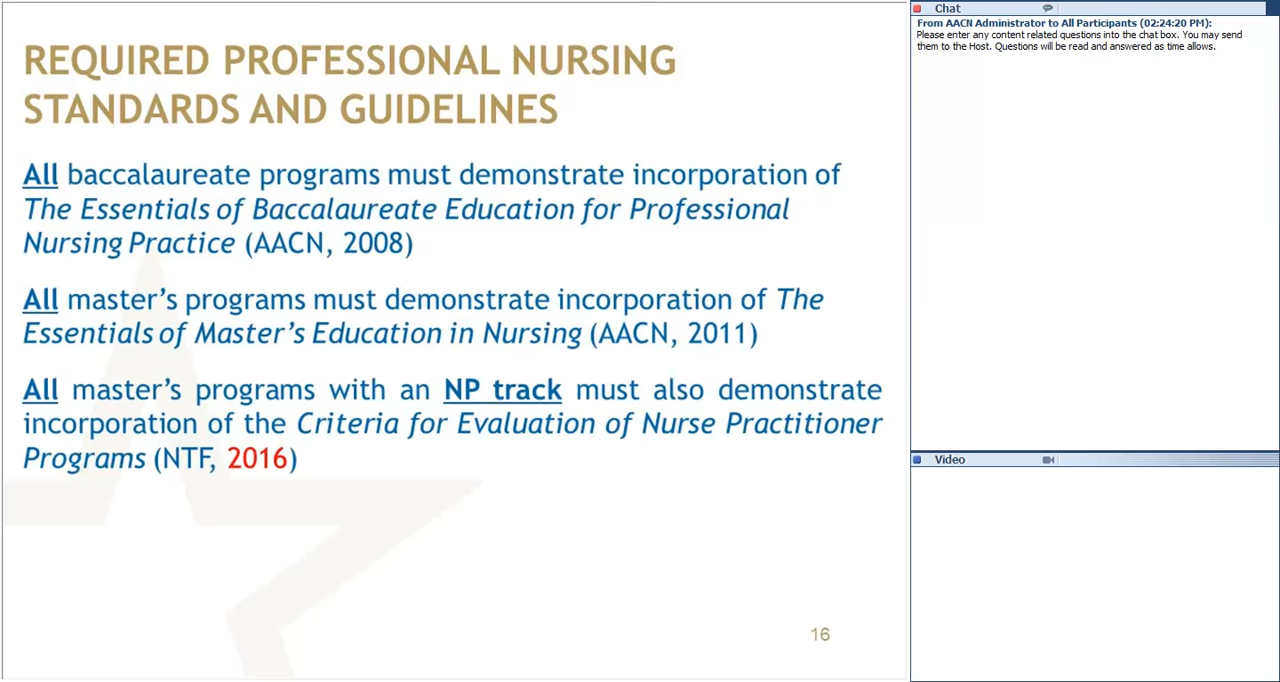 REQUIRED PROFESSIONAL NURSING
STANDARDS AND GUIDELINES
All baccalaureate programs must demonstrate incorporation of
The Essentials of Baccalaureate Education for Professional
Nursing Practice (AACN, 2008)
All master's programs must demonstrate incorporation of The
Essentials of Master's Education in Nursing (AACN, 2011)
All master's programs with an NP track must also demonstrate
incorporation of the Criteria for Evaluation of Nurse Practitioner
Programs (NTF, 2016)
16
Chat
From AACN Administrator to All Participants (02:24:20 PM):
Please enter any content related questions into the chat box. You may send
them to the Host. Questions will be read and answered as time allows.
Video